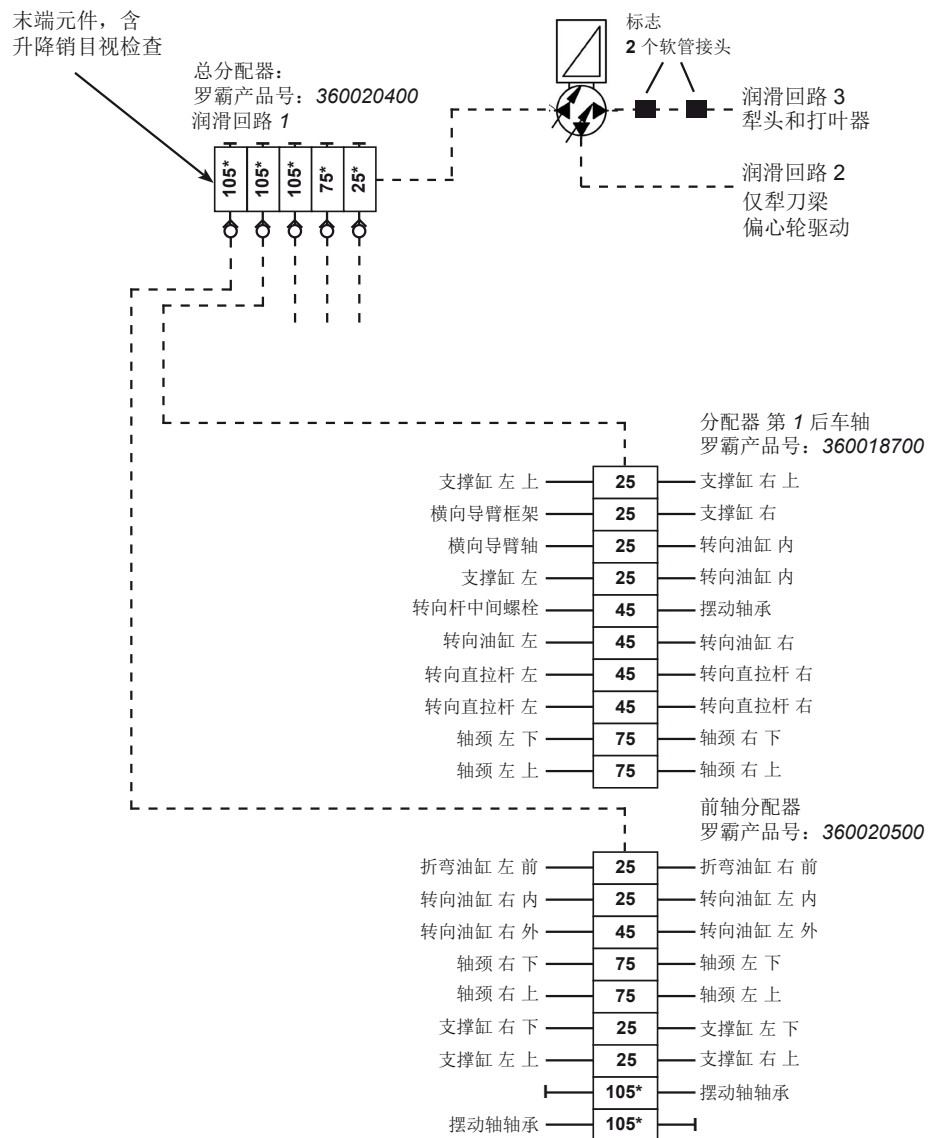 末端元件，含
升降销目视检查
总分配器：
罗霸产品号：360020400
润滑回路 1
标志
2 个软管接头
润滑回路 3
犁头和打叶器
润滑回路 2
仅犁刀梁
偏心轮驱动
105*
105*
105*
75*
25*
分配器 第 1 后车轴
罗霸产品号：360018700
支撑缸 左 上 25 支撑缸 右 上
横向导臂框架 25 支撑缸 右
横向导臂轴 25 转向油缸 内
支撑缸 左 25 转向油缸 内
转向杆中间螺栓 45 摆动轴承
转向油缸 左 45 转向油缸 右
转向直拉杆 左 45 转向直拉杆 右
转向直拉杆 左 45 转向直拉杆 右
轴颈 左 下 75 轴颈 右 下
轴颈 左 上 75 轴颈 右 上
前轴分配器
罗霸产品号：360020500
折弯油缸 左 前 25 折弯油缸 右 前
转向油缸 右 内 25 转向油缸 左 内
转向油缸 右 外 45 转向油缸 左 外
轴颈 右 下 75 轴颈 左 下
轴颈 右 上 75 轴颈 左 上
支撑缸 右 下 25 支撑缸 左 下
支撑缸 左 上 25 支撑缸 右 上
105* 摆动轴轴承
摆动轴轴承 105*